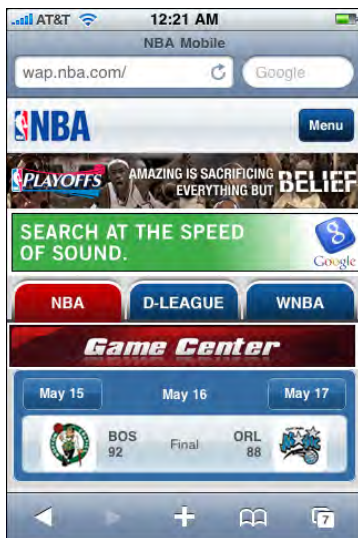 AT&T 12:21 AM
NBA Mobile
wap.nba.com/ Google
NBA Menu
PLAYOFFS AMAZING IS SACRIFICING
EVERYTHING BUT BELIEF
SEARCH AT THE SPEED
OF SOUND.
Google
NBA D-LEAGUE WNBA
Game Center
May 15 May 16 May 17
BOS Final ORL
92 88
7